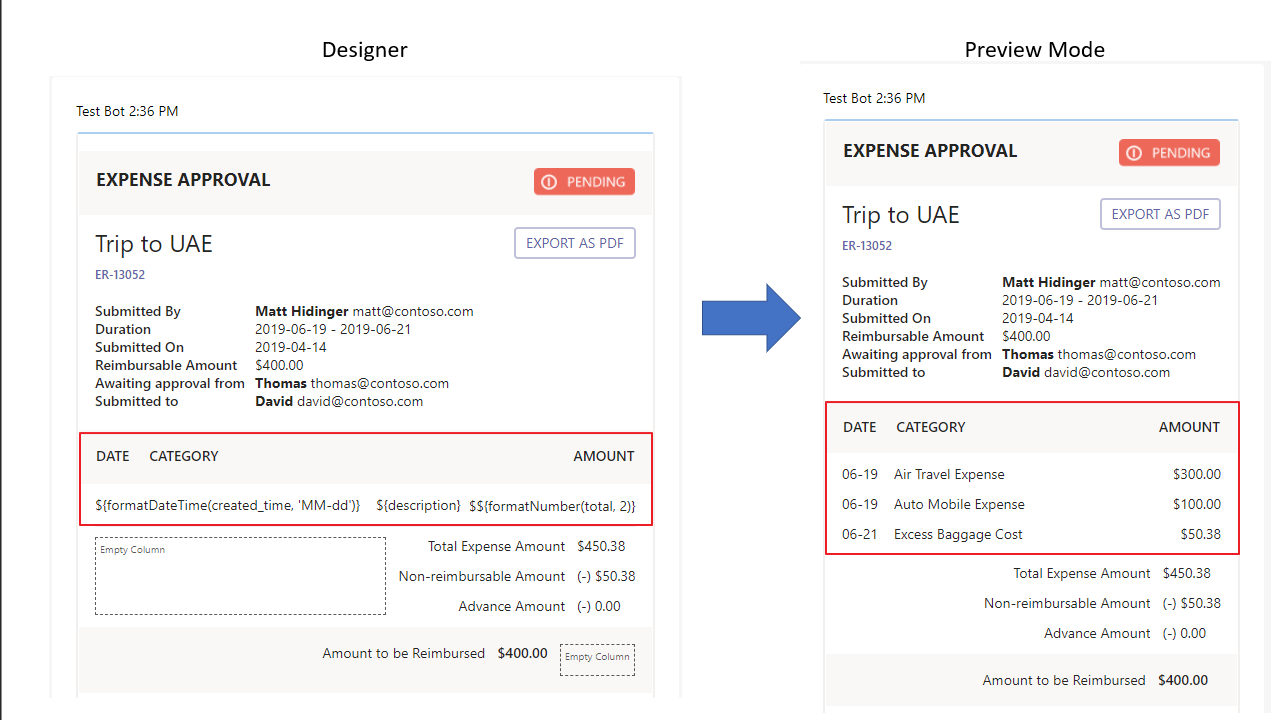 Designer
Test Bot 2:36 PM
EXPENSE APPROVAL
PENDING
Trip to UAE
EXPORT AS PDF
ER-13052
Submitted By Matt Hidinger matt@contoso.com
Duration 2019-06-19 - 2019-06-21
Submitted On 2019-04-14
Reimbursable Amount $400.00
Awaiting approval from Thomas thomas@contoso.com
Submitted to David david@contoso.com
DATE CATEGORY AMOUNT
${formatDateTime(created_time, 'MM-dd')} ${description} $${formatNumber(total, 2)}
Empty Column
Total Expense Amount $450.38
Non-reimbursable Amount (-) $50.38
Advance Amount (-) 0.00
Amount to be Reimbursed $400.00
Empty Column
Preview Mode
Test Bot 2:36 PM
EXPENSE APPROVAL
PENDING
Trip to UAE
EXPORT AS PDF
ER-13052
Submitted By Matt Hidinger matt@contoso.com
Duration 2019-06-19 - 2019-06-21
Submitted On 2019-04-14
Reimbursable Amount $400.00
Awaiting approval from Thomas thomas@contoso.com
Submitted to David david@contoso.com
DATE CATEGORY AMOUNT
06-19 Air Travel Expense $300.00
06-19 Auto Mobile Expense $100.00
06-21 Excess Baggage Cost $50.38
Total Expense Amount $450.38
Non-reimbursable Amount (-) $50.38
Advance Amount (-) 0.00
Amount to be Reimbursed $400.00